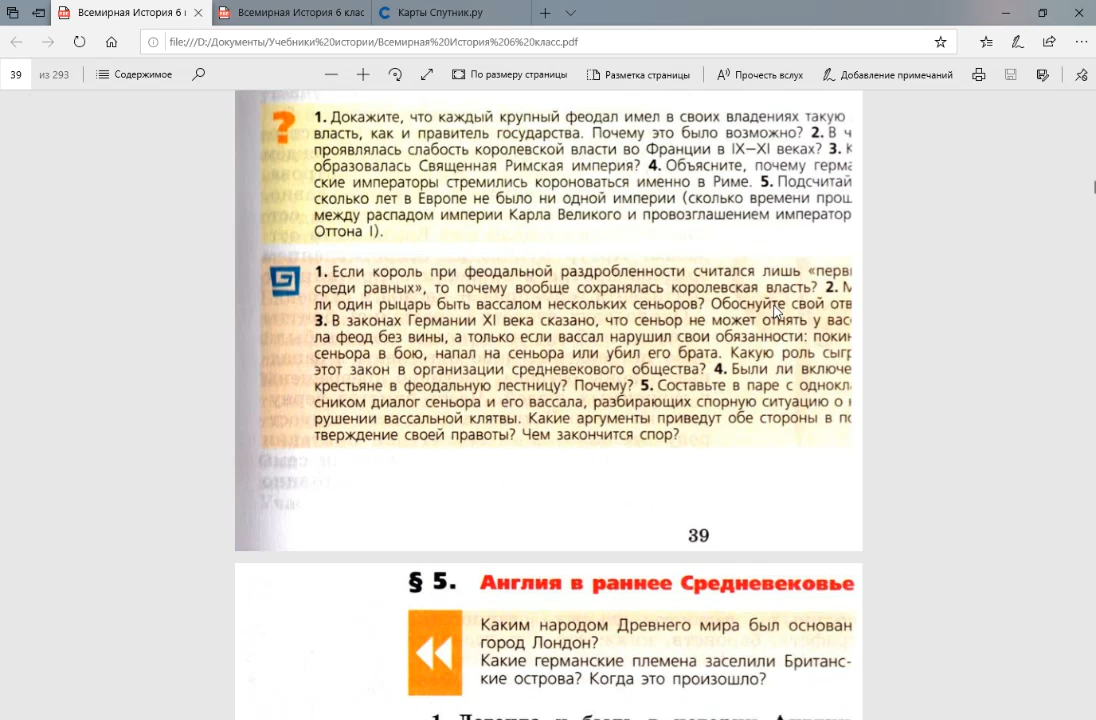 Всемирная История 6 к
Всемирная История 6 клас
Карты Спутник.ру
file:///D:/Документы/Учебники%20истории/Всемирная%20История%206%20класс.pdf
39 из 293 Содержимое По размеру страницы Разметка страницы Прочесть вслух Добавление примечаний
? 1. Докажите, что каждый крупный феодал имел в своих владениях такую
власть, как и правитель государства. Почему это было возможно? 2. В ч
проявлялась слабость королевской власти во Франции в IX—XI веках? 3. К
образовалась Священная Римская империя? 4. Объясните, почему герма
ские императоры стремились короноваться именно в Риме. 5. Подсчитай
сколько лет в Европе не было ни одной империи (сколько времени прош
между распадом империи Карла Великого и провозглашением император
Оттона I).
1. Если король при феодальной раздробленности считался лишь «перв
среди равных», то почему вообще сохранялась королевская власть? 2. М
ли один рыцарь быть вассалом нескольких сеньоров? Обоснуйте свой отв
3. В законах Германии XI века сказано, что сеньор не может отнять у вас
ла феод без вины, а только если вассал нарушил свои обязанности: покин
сеньора в бою, напал на сеньора или убил его брата. Какую роль сыгр
этот закон в организации средневекового общества? 4. Были ли включе
крестьяне в феодальную лестницу? Почему? 5. Составьте в паре с однокл
сником диалог сеньора и его вассала, разбирающих спорную ситуацию о н
рушении вассальной клятвы. Какие аргументы приведут обе стороны в по
тверждение своей правоты? Чем закончится спор?
39
§ 5. Англия в раннее Средневековье
Каким народом Древнего мира был основан
город Лондон?
Какие германские племена заселили Британс-
кие острова? Когда это произошло?